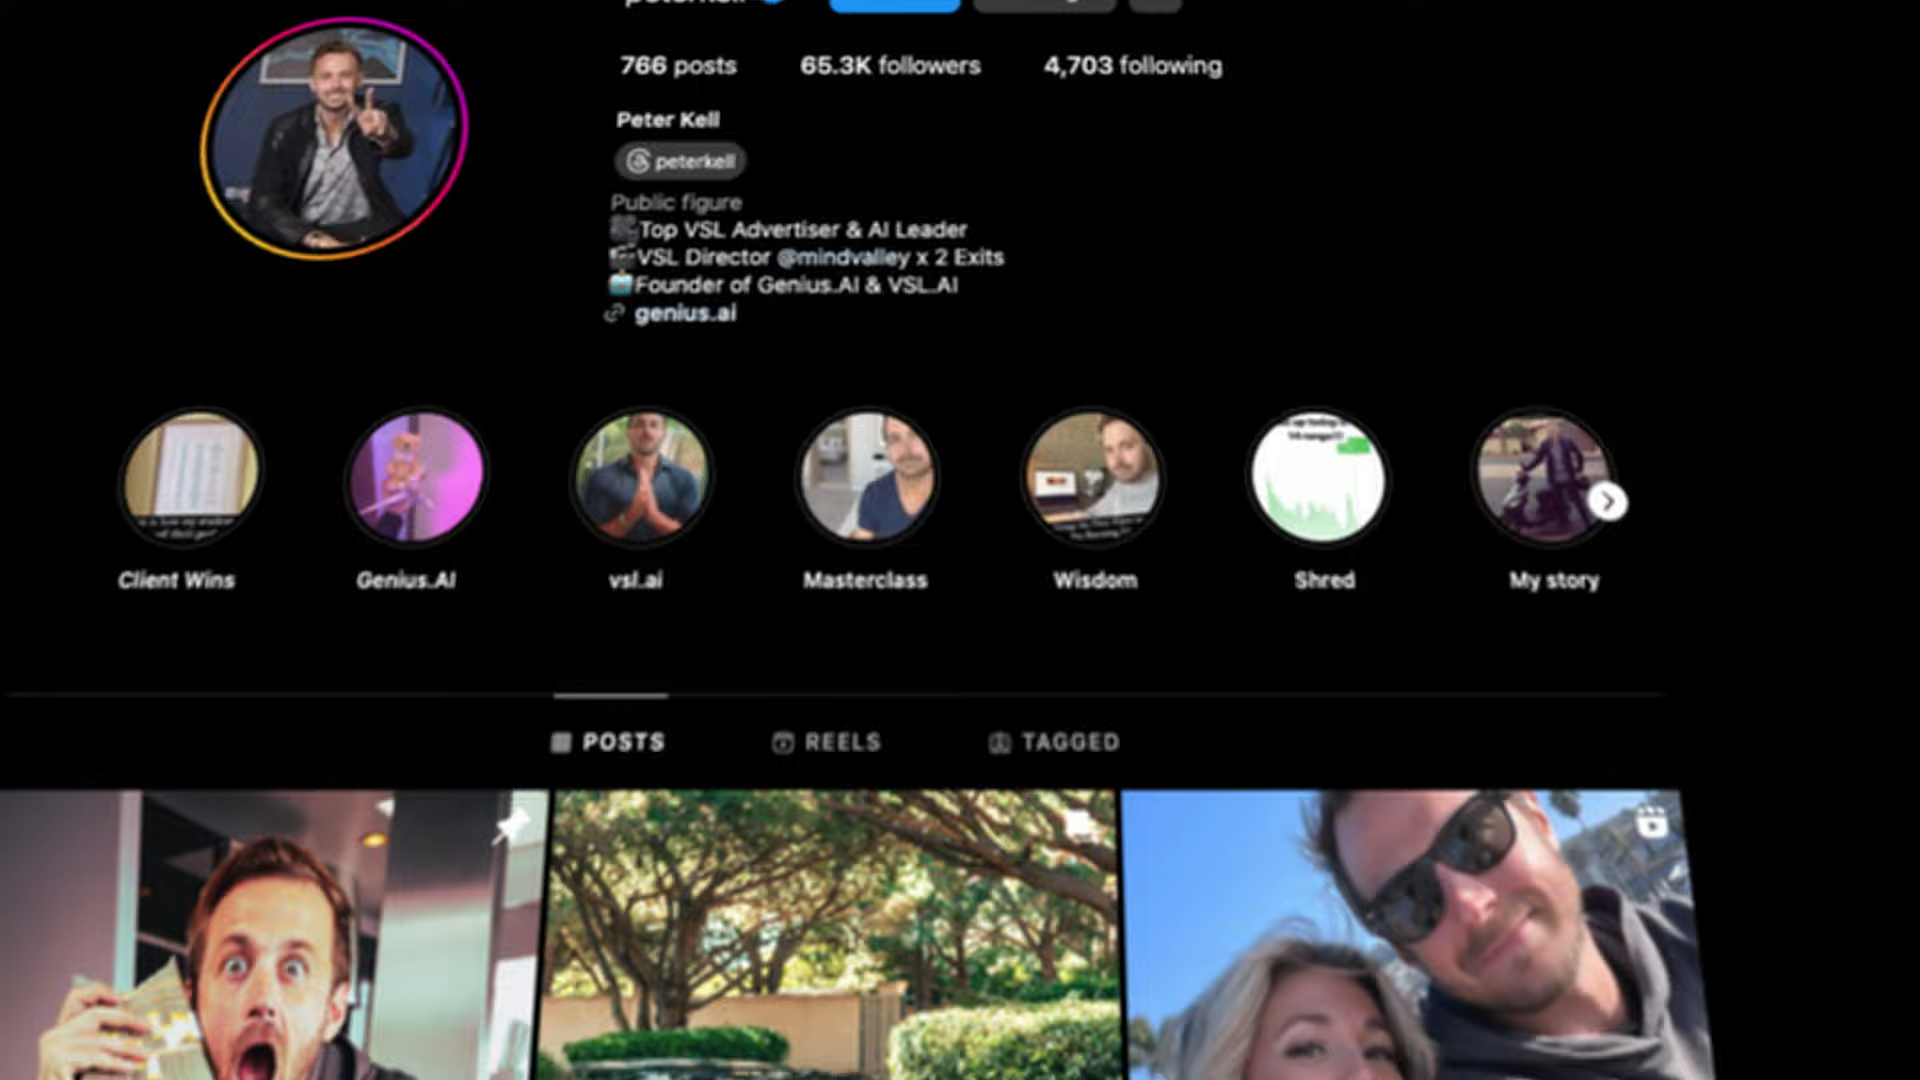 peterkell
766 posts 65.3K followers 4,703 following
Peter Kell
peterkell
Public figure
Top VSL Advertiser & AI Leader
VSL Director @mindvalley x 2 Exits
Founder of Genius.AI & VSL.AI
genius.ai
Client Wins Genius.AI vsl.ai Masterclass Wisdom Shred My story
POSTS REELS TAGGED